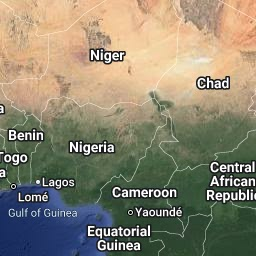 Niger
Chad
Benin
Nigeria
Togo
Lagos
Lomé
Gulf of Guinea
Cameroon
Yaoundé
Central
African
Republic
Equatorial
Guinea